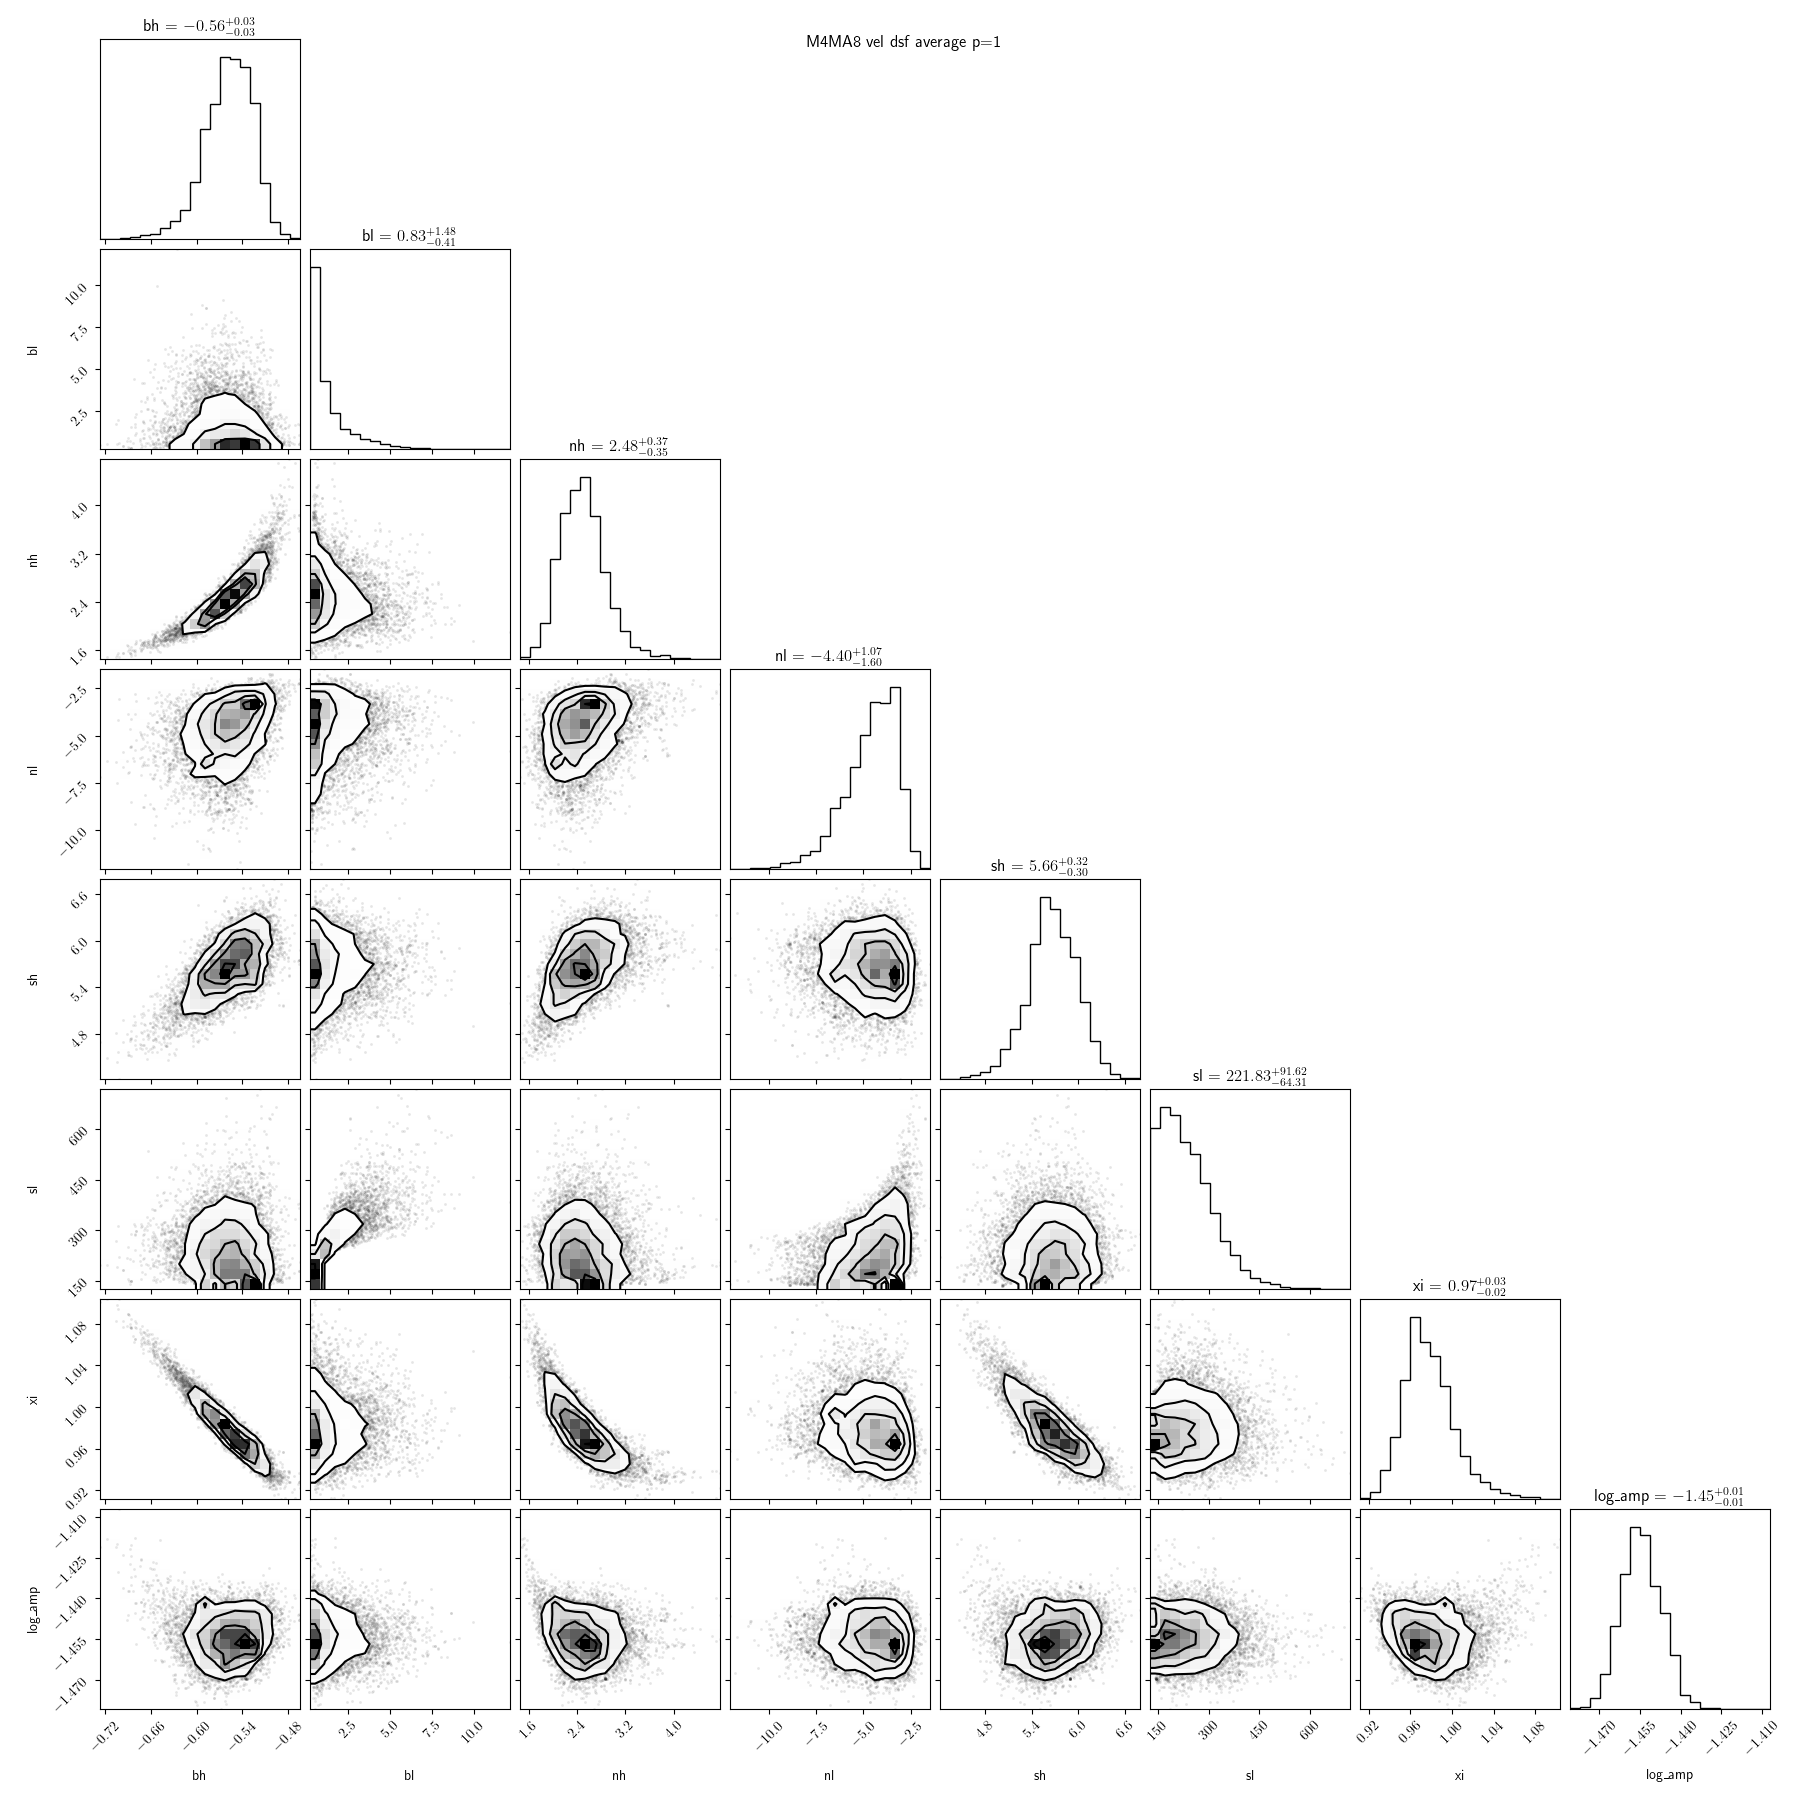 bh = −0.56+0.03−0.03
M4MA8 vel dsf average p=1
bl = 0.83+1.48−0.41
10.0
7.5
5.0
2.5
bl
nh = 2.48+0.37−0.35
4.0
3.2
2.4
1.6
nh
nl = −4.40+1.07−1.60
−2.5
−5.0
−7.5
−10.0
nl
sh = 5.66+0.32−0.30
6.6
6.0
5.4
4.8
sh
sl = 221.83+91.62−64.31
600
450
300
150
sl
xi = 0.97+0.03−0.02
1.08
1.04
1.00
0.96
0.92
xi
log_amp = −1.45+0.01−0.01
−1.410
−1.425
−1.440
−1.455
−1.470
log_amp
−0.72 −0.66 −0.60 −0.54 −0.48 2.5 5.0 7.5 10.0 1.6 2.4 3.2 4.0 −10.0 −7.5 −5.0 −2.5 4.8 5.4 6.0 6.6 150 300 450 600 0.92 0.96 1.00 1.04 1.08 −1.470 −1.455 −1.440 −1.425 −1.410
bh bl nh nl sh sl xi log_amp